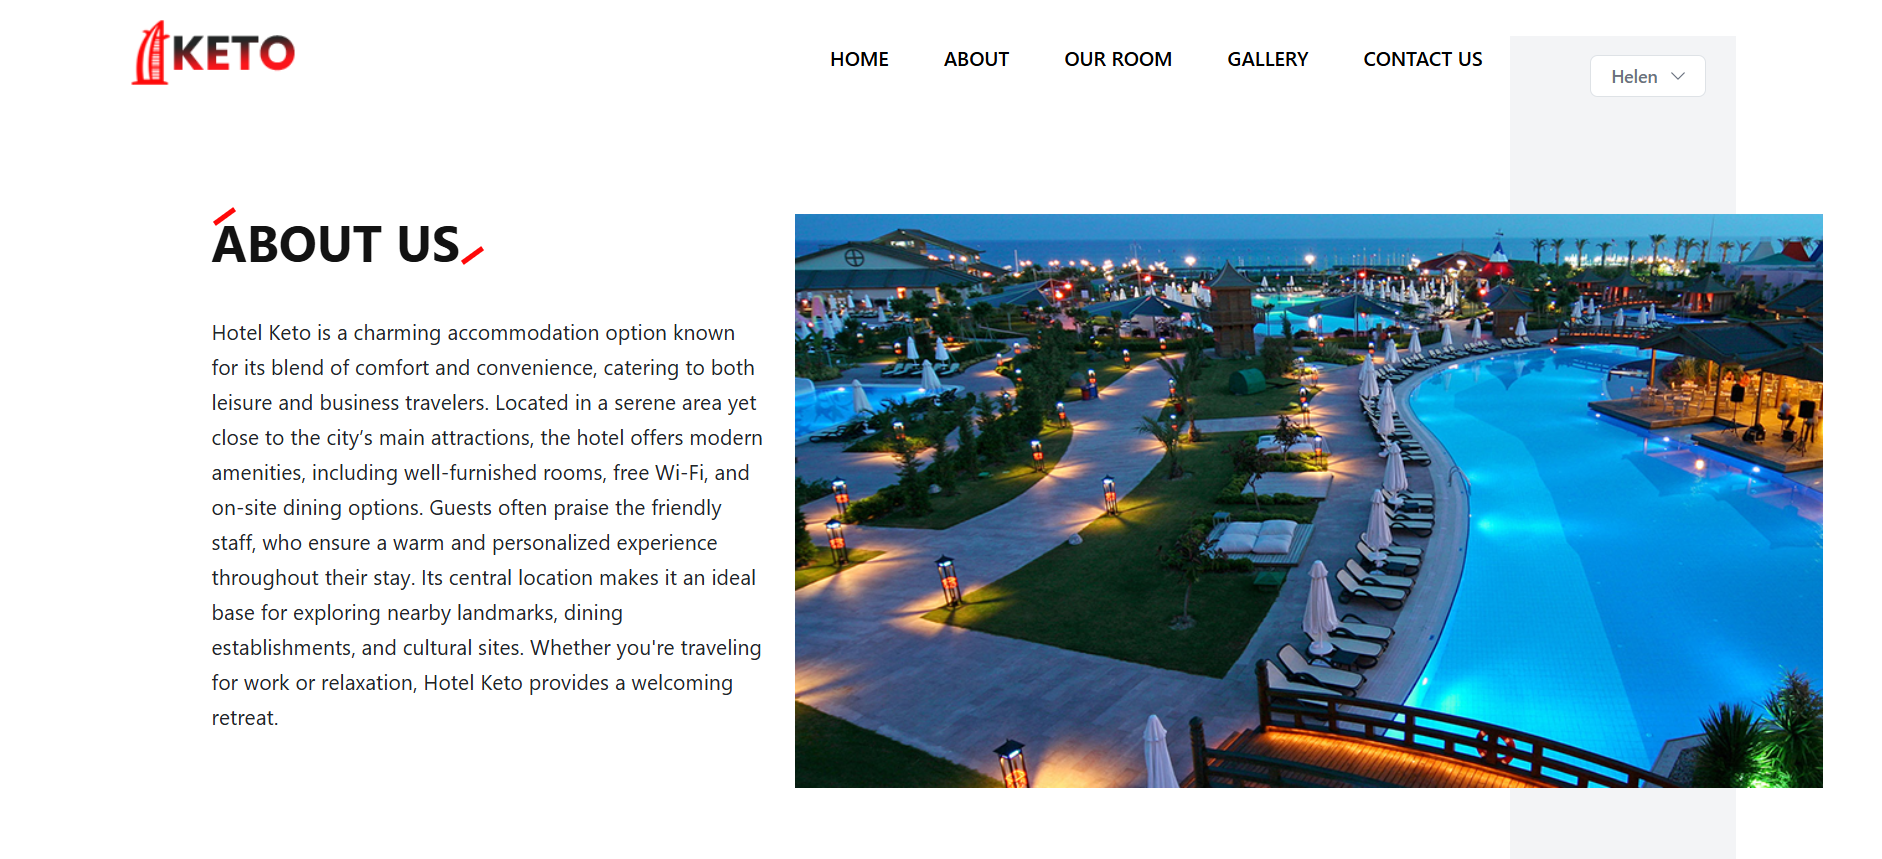 KETO
HOME ABOUT OUR ROOM GALLERY CONTACT US
Helen
ABOUT US
Hotel Keto is a charming accommodation option known
for its blend of comfort and convenience, catering to both
leisure and business travelers. Located in a serene area yet
close to the city’s main attractions, the hotel offers modern
amenities, including well-furnished rooms, free Wi-Fi, and
on-site dining options. Guests often praise the friendly
staff, who ensure a warm and personalized experience
throughout their stay. Its central location makes it an ideal
base for exploring nearby landmarks, dining
establishments, and cultural sites. Whether you're traveling
for work or relaxation, Hotel Keto provides a welcoming
retreat.